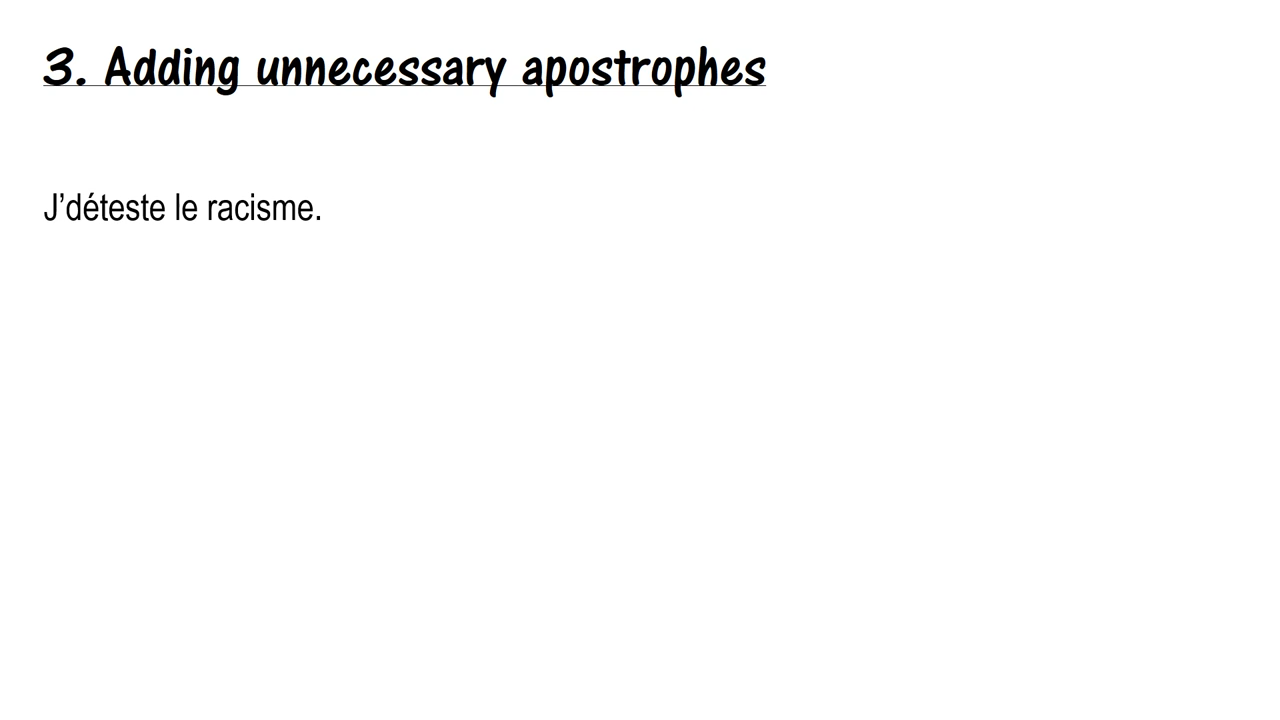 3. Adding unnecessary apostrophes
J’déteste le racisme.